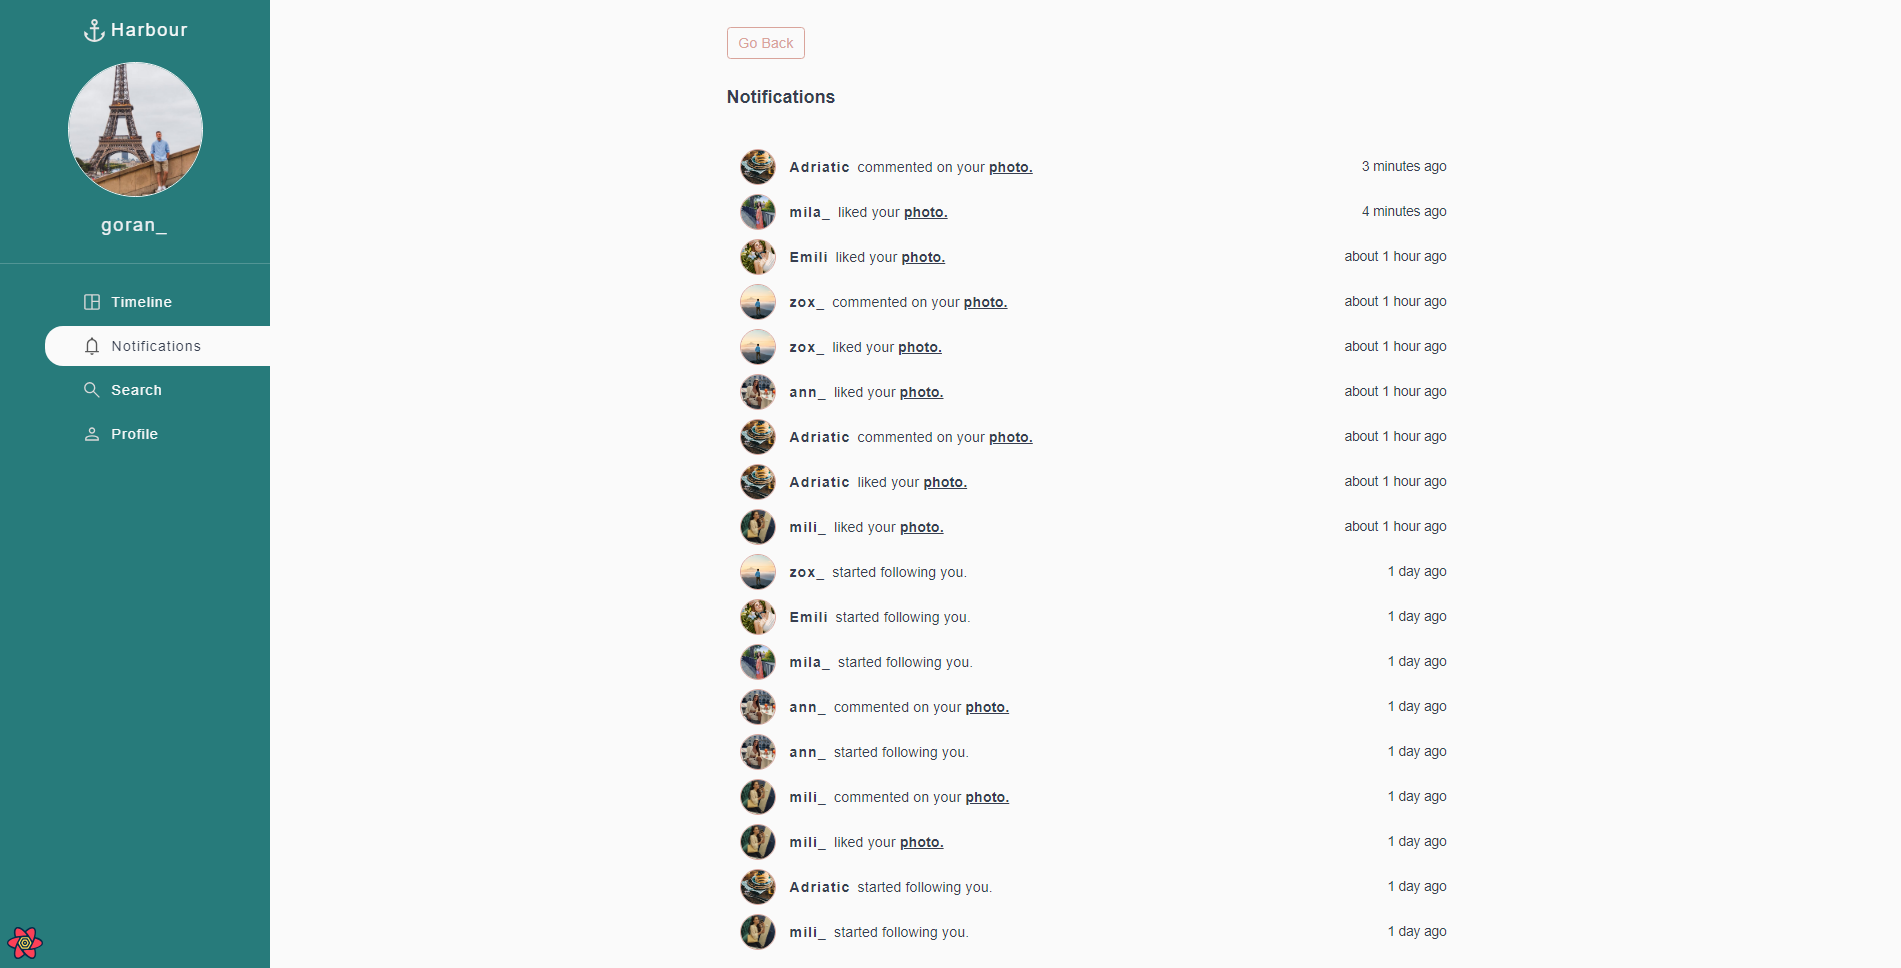 Harbour
goran_
Timeline
Notifications
Search
Profile
Go Back
Notifications
Adriatic commented on your photo. 3 minutes ago
mila_ liked your photo. 4 minutes ago
Emili liked your photo. about 1 hour ago
zox_ commented on your photo. about 1 hour ago
zox_ liked your photo. about 1 hour ago
ann_ liked your photo. about 1 hour ago
Adriatic commented on your photo. about 1 hour ago
Adriatic liked your photo. about 1 hour ago
mili_ liked your photo. about 1 hour ago
zox_ started following you. 1 day ago
Emili started following you. 1 day ago
mila_ started following you. 1 day ago
ann_ commented on your photo. 1 day ago
ann_ started following you. 1 day ago
mili_ commented on your photo. 1 day ago
mili_ liked your photo. 1 day ago
Adriatic started following you. 1 day ago
mili_ started following you. 1 day ago